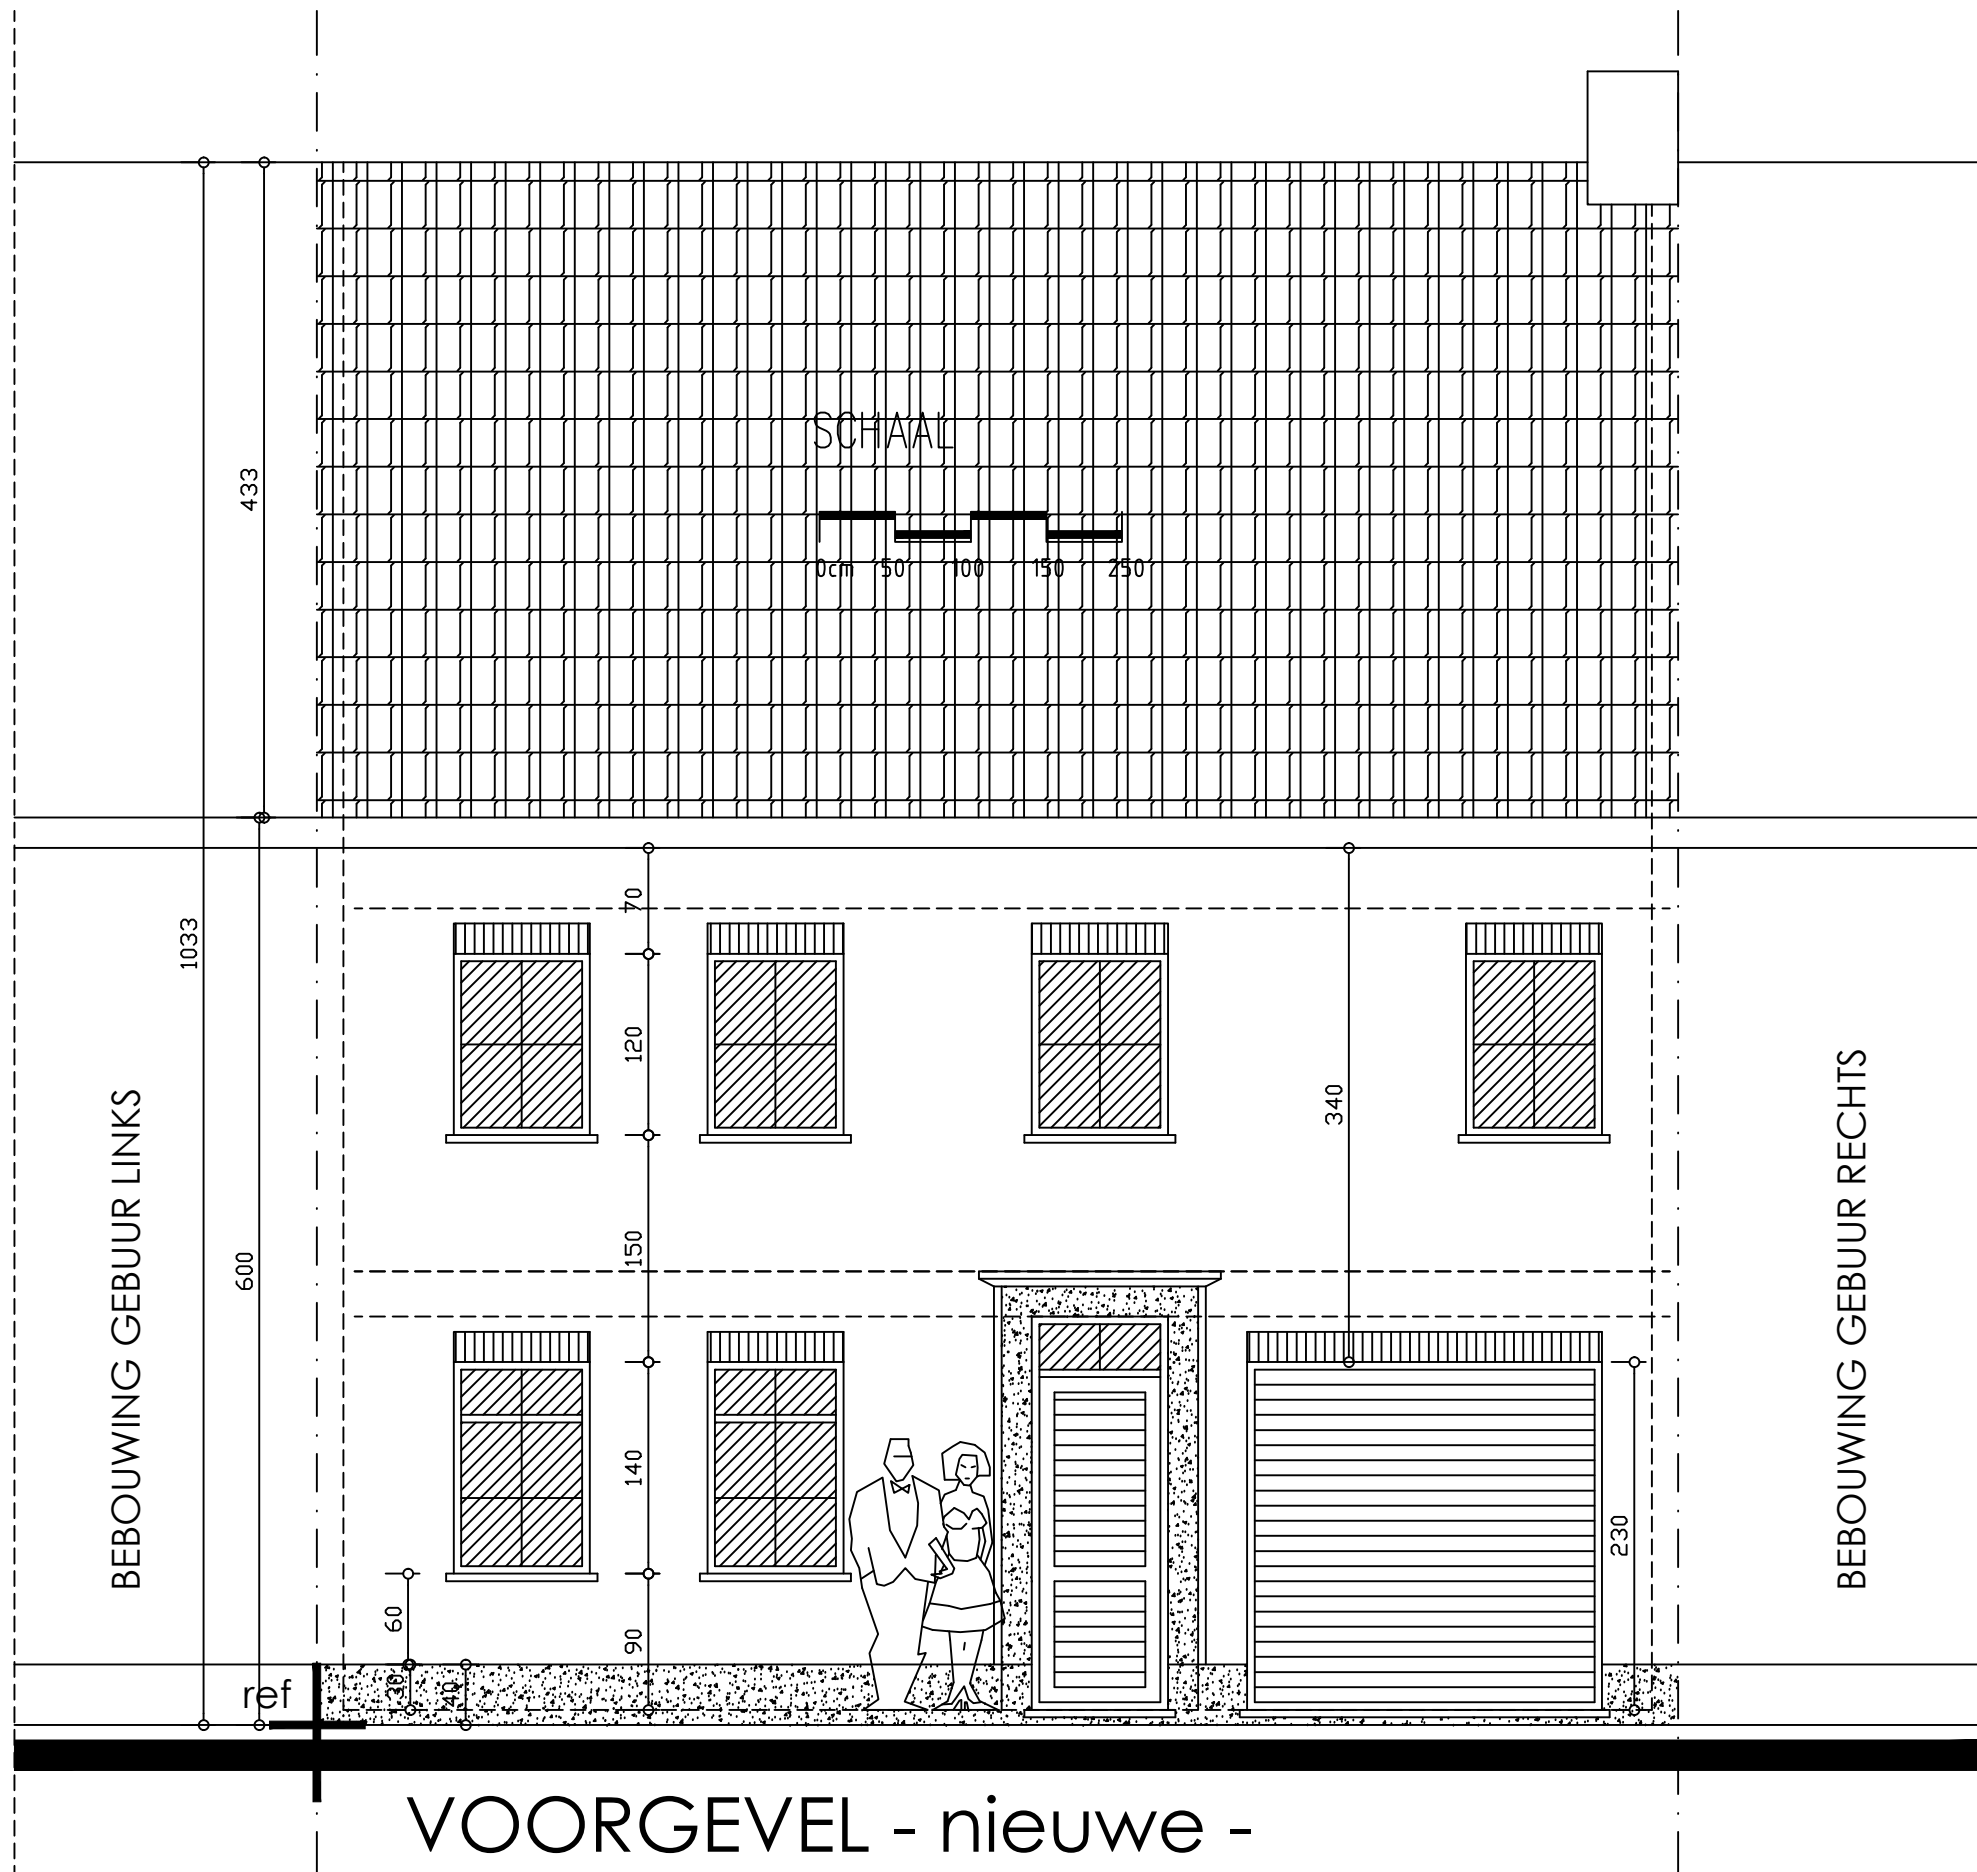 SCHAAL
0cm 50 100 150 250
433
1033
600
70
120
150
140
90
340
230
60
30
40
ref
BEBOUWING GEBUUR LINKS
BEBOUWING GEBUUR RECHTS
VOORGEVEL - nieuwe -